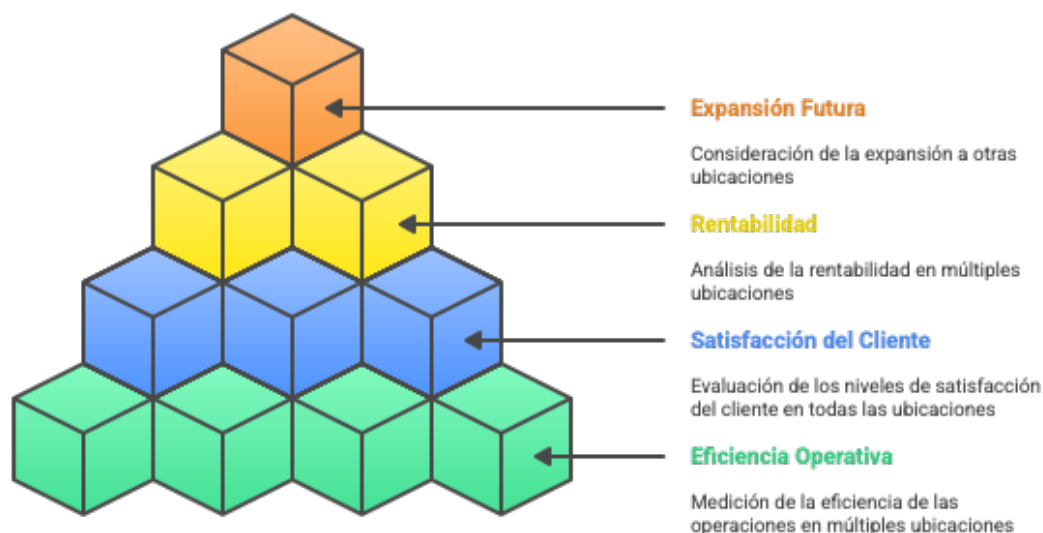 Expansión Futura
Consideración de la expansión a otras
ubicaciones
Rentabilidad
Análisis de la rentabilidad en múltiples
ubicaciones
Satisfacción del Cliente
Evaluación de los niveles de satisfacción
del cliente en todas las ubicaciones
Eficiencia Operativa
Medición de la eficiencia de las
operaciones en múltiples ubicaciones